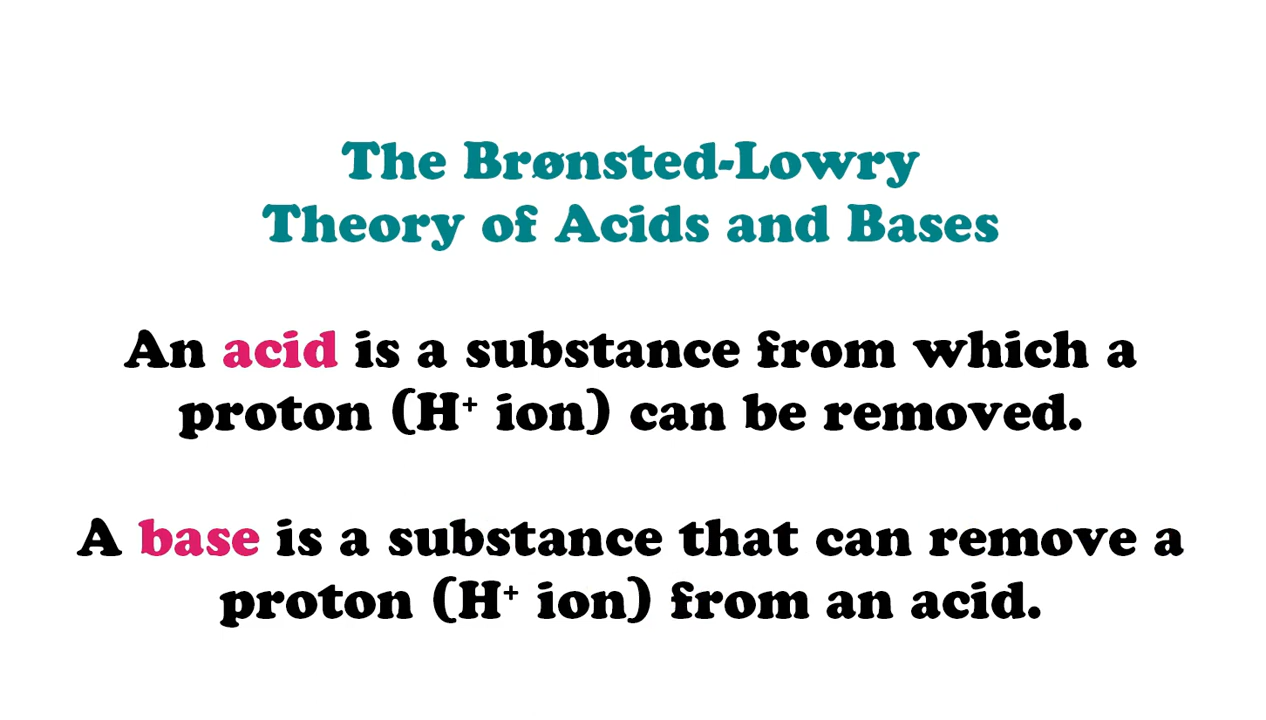 The Brønsted-Lowry
Theory of Acids and Bases
An acid is a substance from which a
proton (H⁺ ion) can be removed.
A base is a substance that can remove a
proton (H⁺ ion) from an acid.